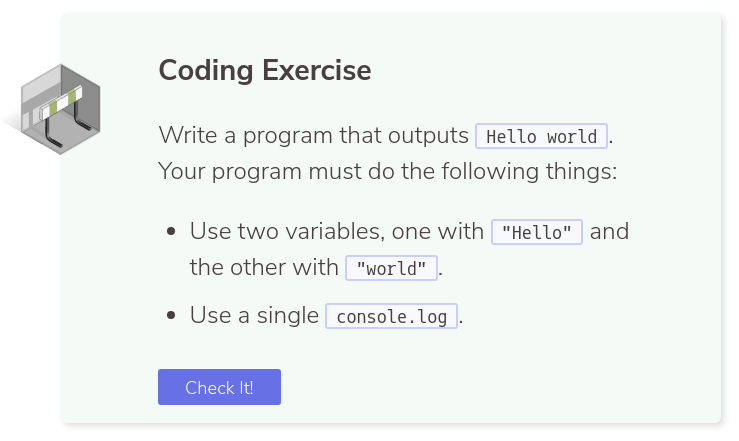 Coding Exercise
Write a program that outputs Hello world.
Your program must do the following things:
• Use two variables, one with "Hello" and
the other with "world".
• Use a single console.log.
Check It!